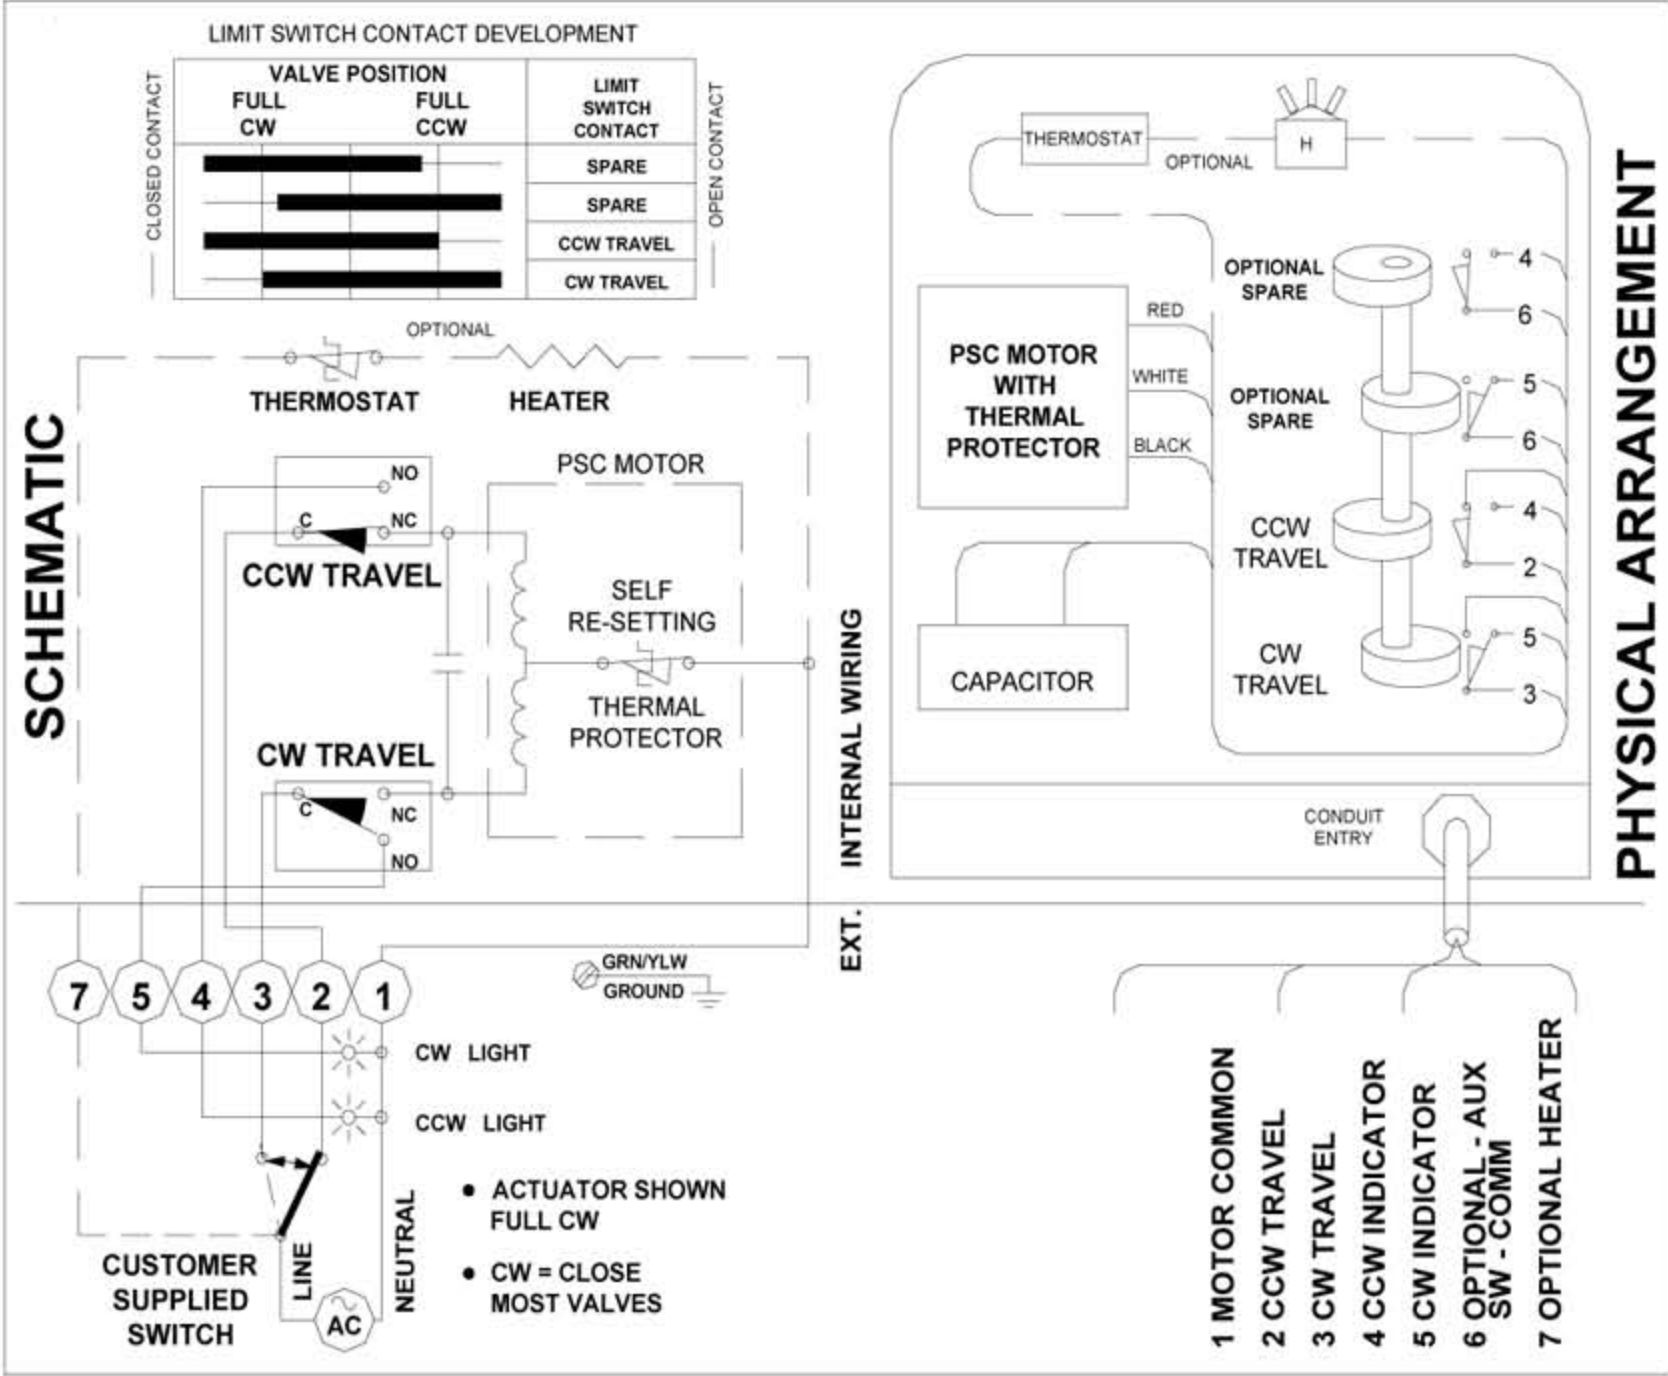 LIMIT SWITCH CONTACT DEVELOPMENT
CLOSED CONTACT
VALVE POSITION
FULL CW
FULL CCW
LIMIT
SWITCH
CONTACT
SPARE
SPARE
CCW TRAVEL
CW TRAVEL
OPEN CONTACT
SCHEMATIC
OPTIONAL
THERMOSTAT
HEATER
PSC MOTOR
NO
C
NC
CCW TRAVEL
SELF
RE-SETTING
THERMAL
PROTECTOR
CW TRAVEL
C
NC
NO
INTERNAL WIRING
EXT.
7 5 4 3 2 1
GRN/YLW
GROUND
CW LIGHT
CCW LIGHT
LINE
NEUTRAL
AC
CUSTOMER
SUPPLIED
SWITCH
• ACTUATOR SHOWN
FULL CW
• CW = CLOSE
MOST VALVES
PHYSICAL ARRANGEMENT
THERMOSTAT
OPTIONAL
H
PSC MOTOR
WITH
THERMAL
PROTECTOR
RED
WHITE
BLACK
CAPACITOR
OPTIONAL
SPARE
4
6
OPTIONAL
SPARE
5
6
CCW
TRAVEL
4
2
CW
TRAVEL
5
3
CONDUIT
ENTRY
1 MOTOR COMMON
2 CCW TRAVEL
3 CW TRAVEL
4 CCW INDICATOR
5 CW INDICATOR
6 OPTIONAL - AUX
SW - COMM
7 OPTIONAL HEATER